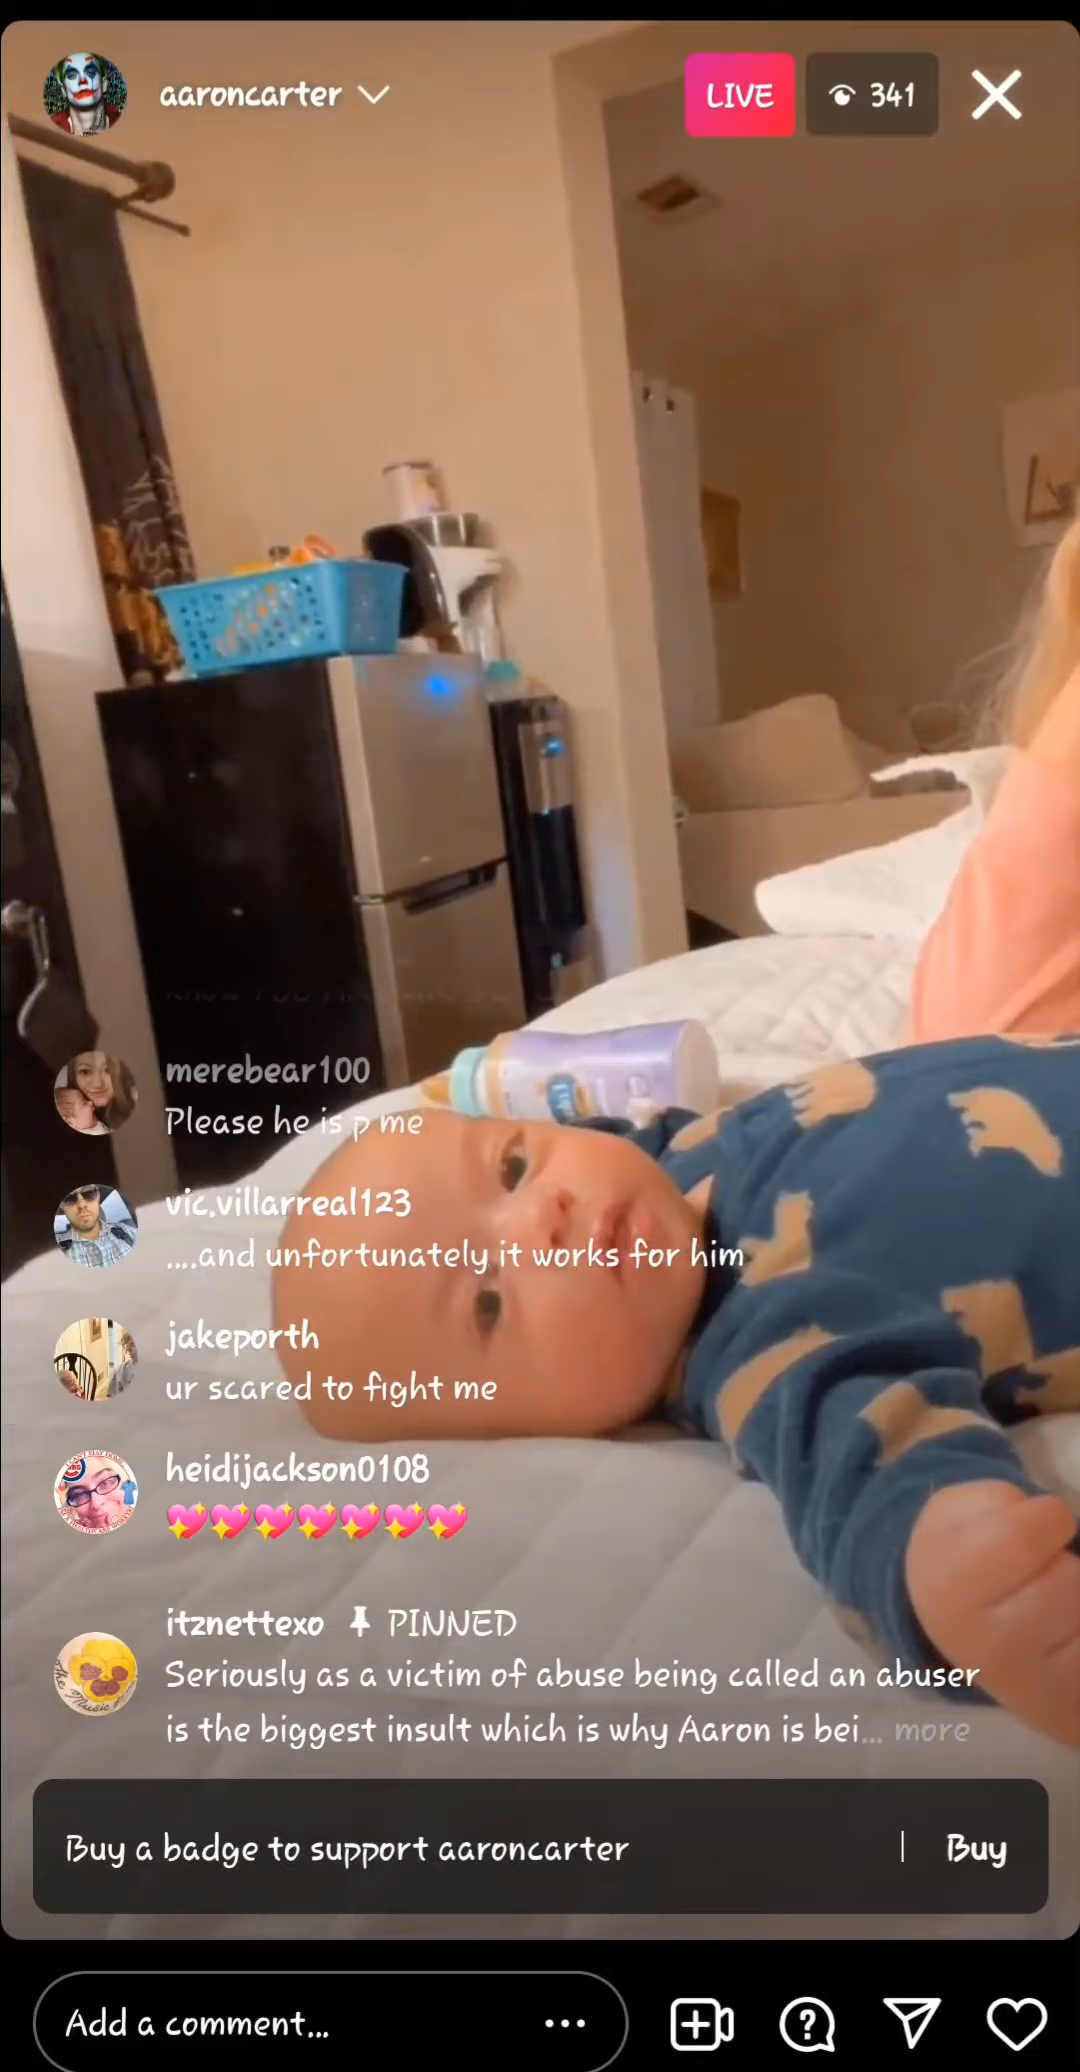 aaroncarter
LIVE
341
merebear100
Please he is p me
vic.villarreal123
....and unfortunately it works for him
jakeporth
ur scared to fight me
heidijackson0108
💖💖💖💖💖💖💖
itznettexo PINNED
Seriously as a victim of abuse being called an abuser
is the biggest insult which is why Aaron is bei... more
Buy a badge to support aaroncarter | Buy
Add a comment...